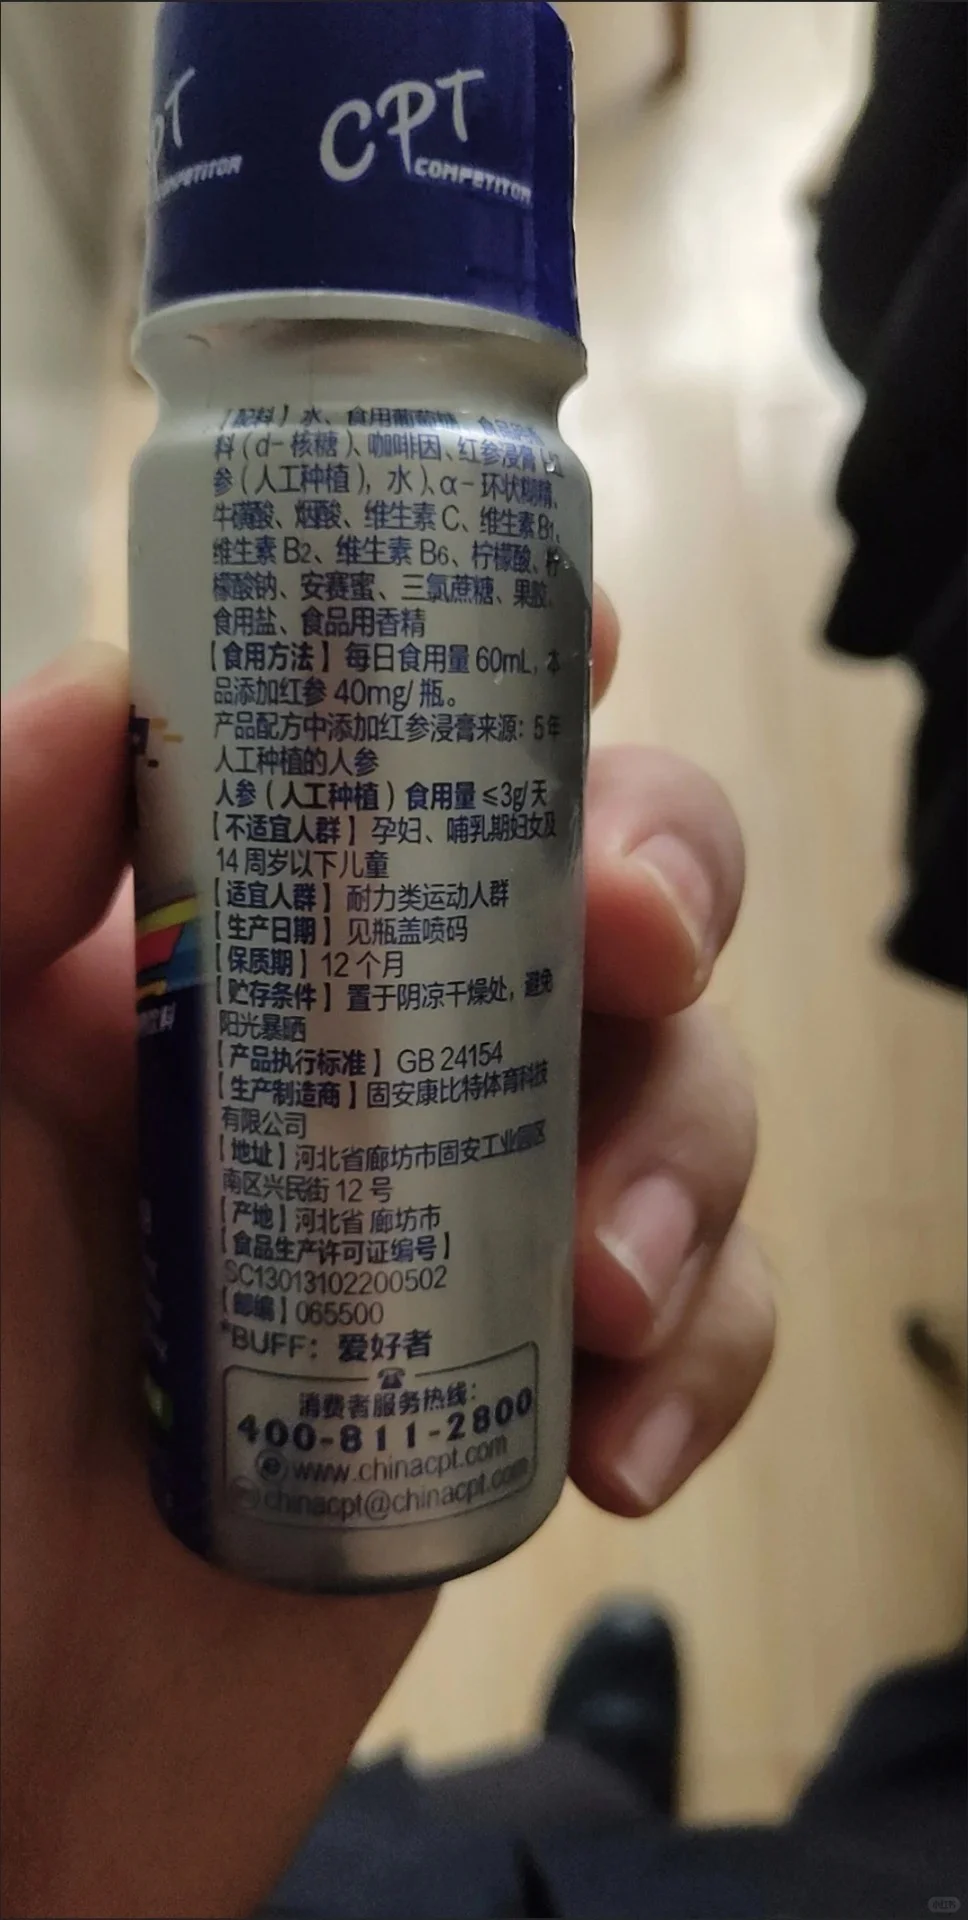 CPT
COMPETITOR
【配料】水、食用葡萄糖、食品原
料(d-核糖)、咖啡因、红参浸膏(红
参(人工种植),水)、α-环状糊精、
牛磺酸、烟酸、维生素C、维生素B1、
维生素B2、维生素B6、柠檬酸、柠
檬酸钠、安赛蜜、三氯蔗糖、果胶、
食用盐、食品用香精
【食用方法】每日食用量60mL,本
品添加红参40mg/瓶。
产品配方中添加红参浸膏来源:5年
人工种植的人参
人参(人工种植)食用量≤3g/天
【不适宜人群】孕妇、哺乳期妇女及
14周岁以下儿童
【适宜人群】耐力类运动人群
【生产日期】见瓶盖喷码
【保质期】12个月
【贮存条件】置于阴凉干燥处,避免
阳光暴晒
【产品执行标准】GB 24154
【生产制造商】固安康比特体育科技
有限公司
【地址】河北省廊坊市固安工业园区
南区兴民街12号
【产地】河北省 廊坊市
【食品生产许可证编号】
SC13013102200502
【邮编】065500
*BUFF:爱好者
消费者服务热线:
400-811-2800
www.chinacpt.com
chinacpt@chinacpt.com